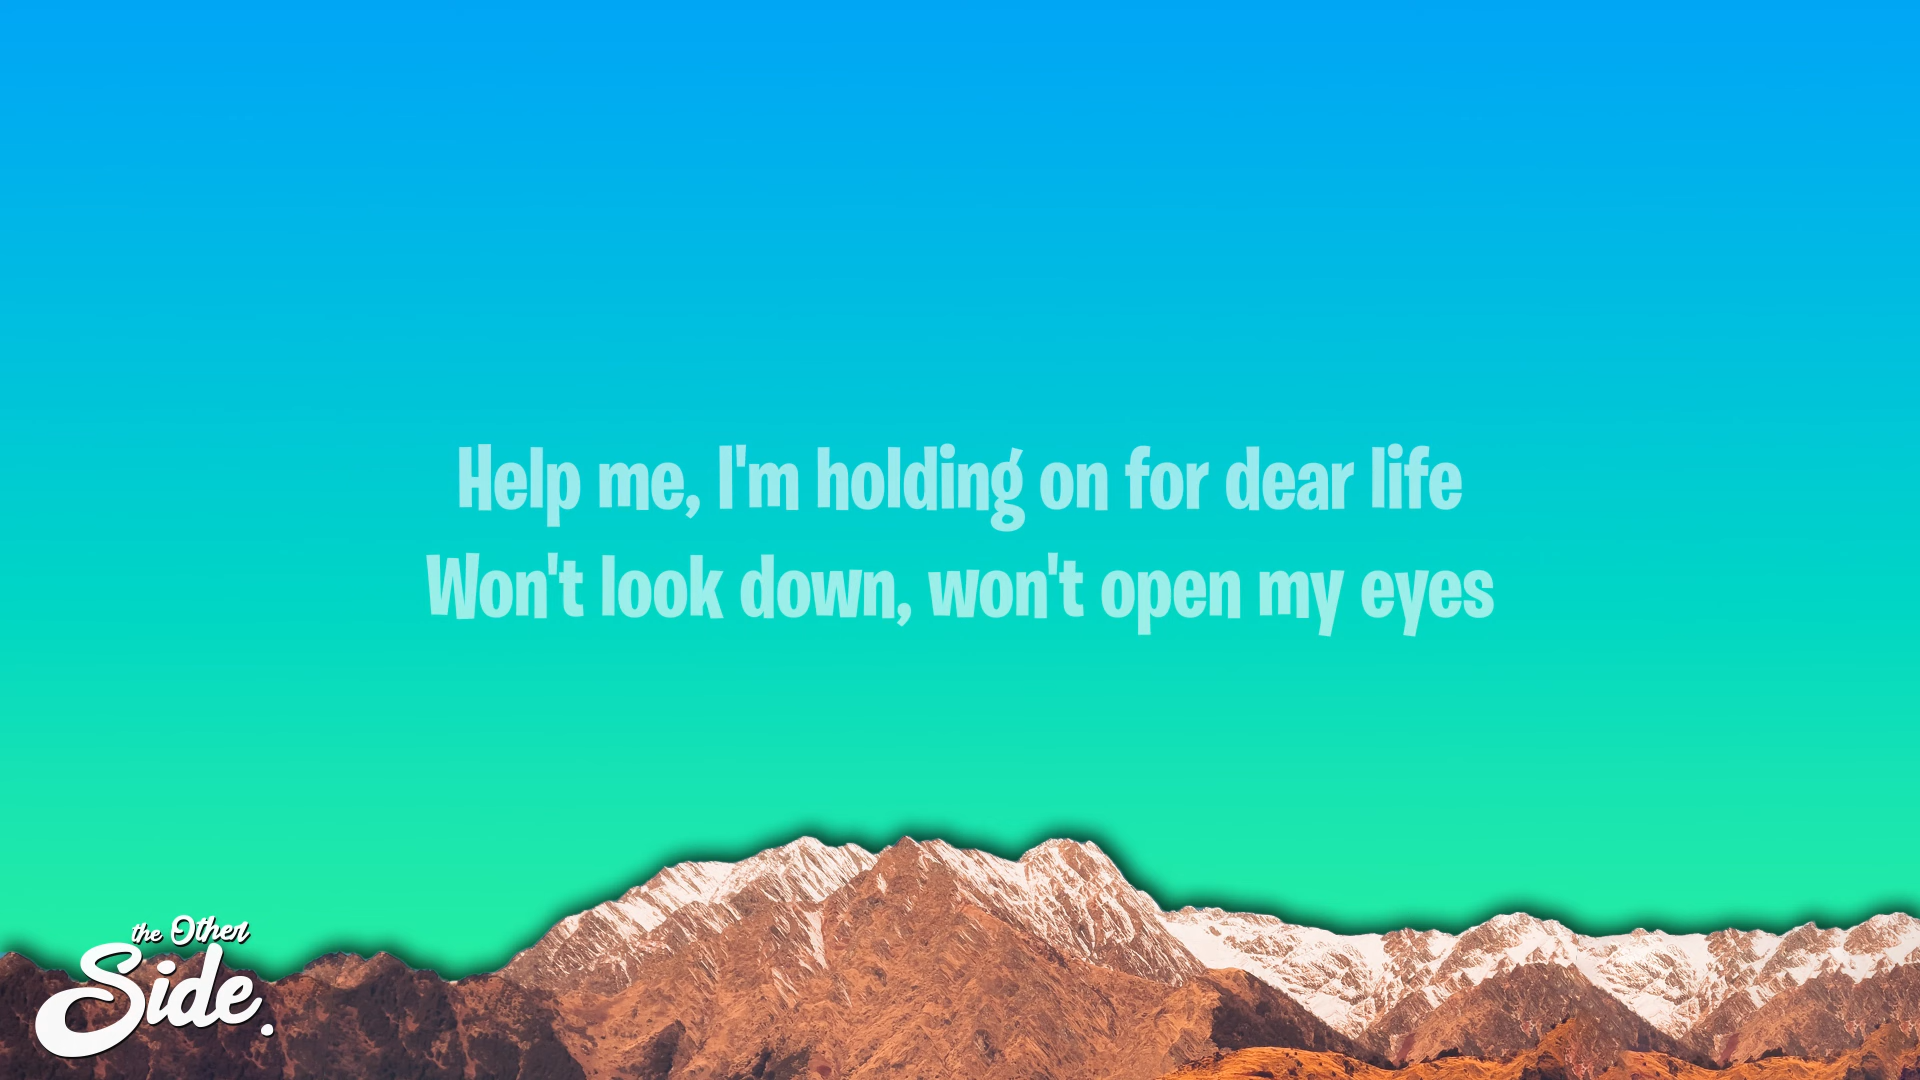 Help me, I'm holding on for dear life
Won't look down, won't open my eyes
the Other
Side.